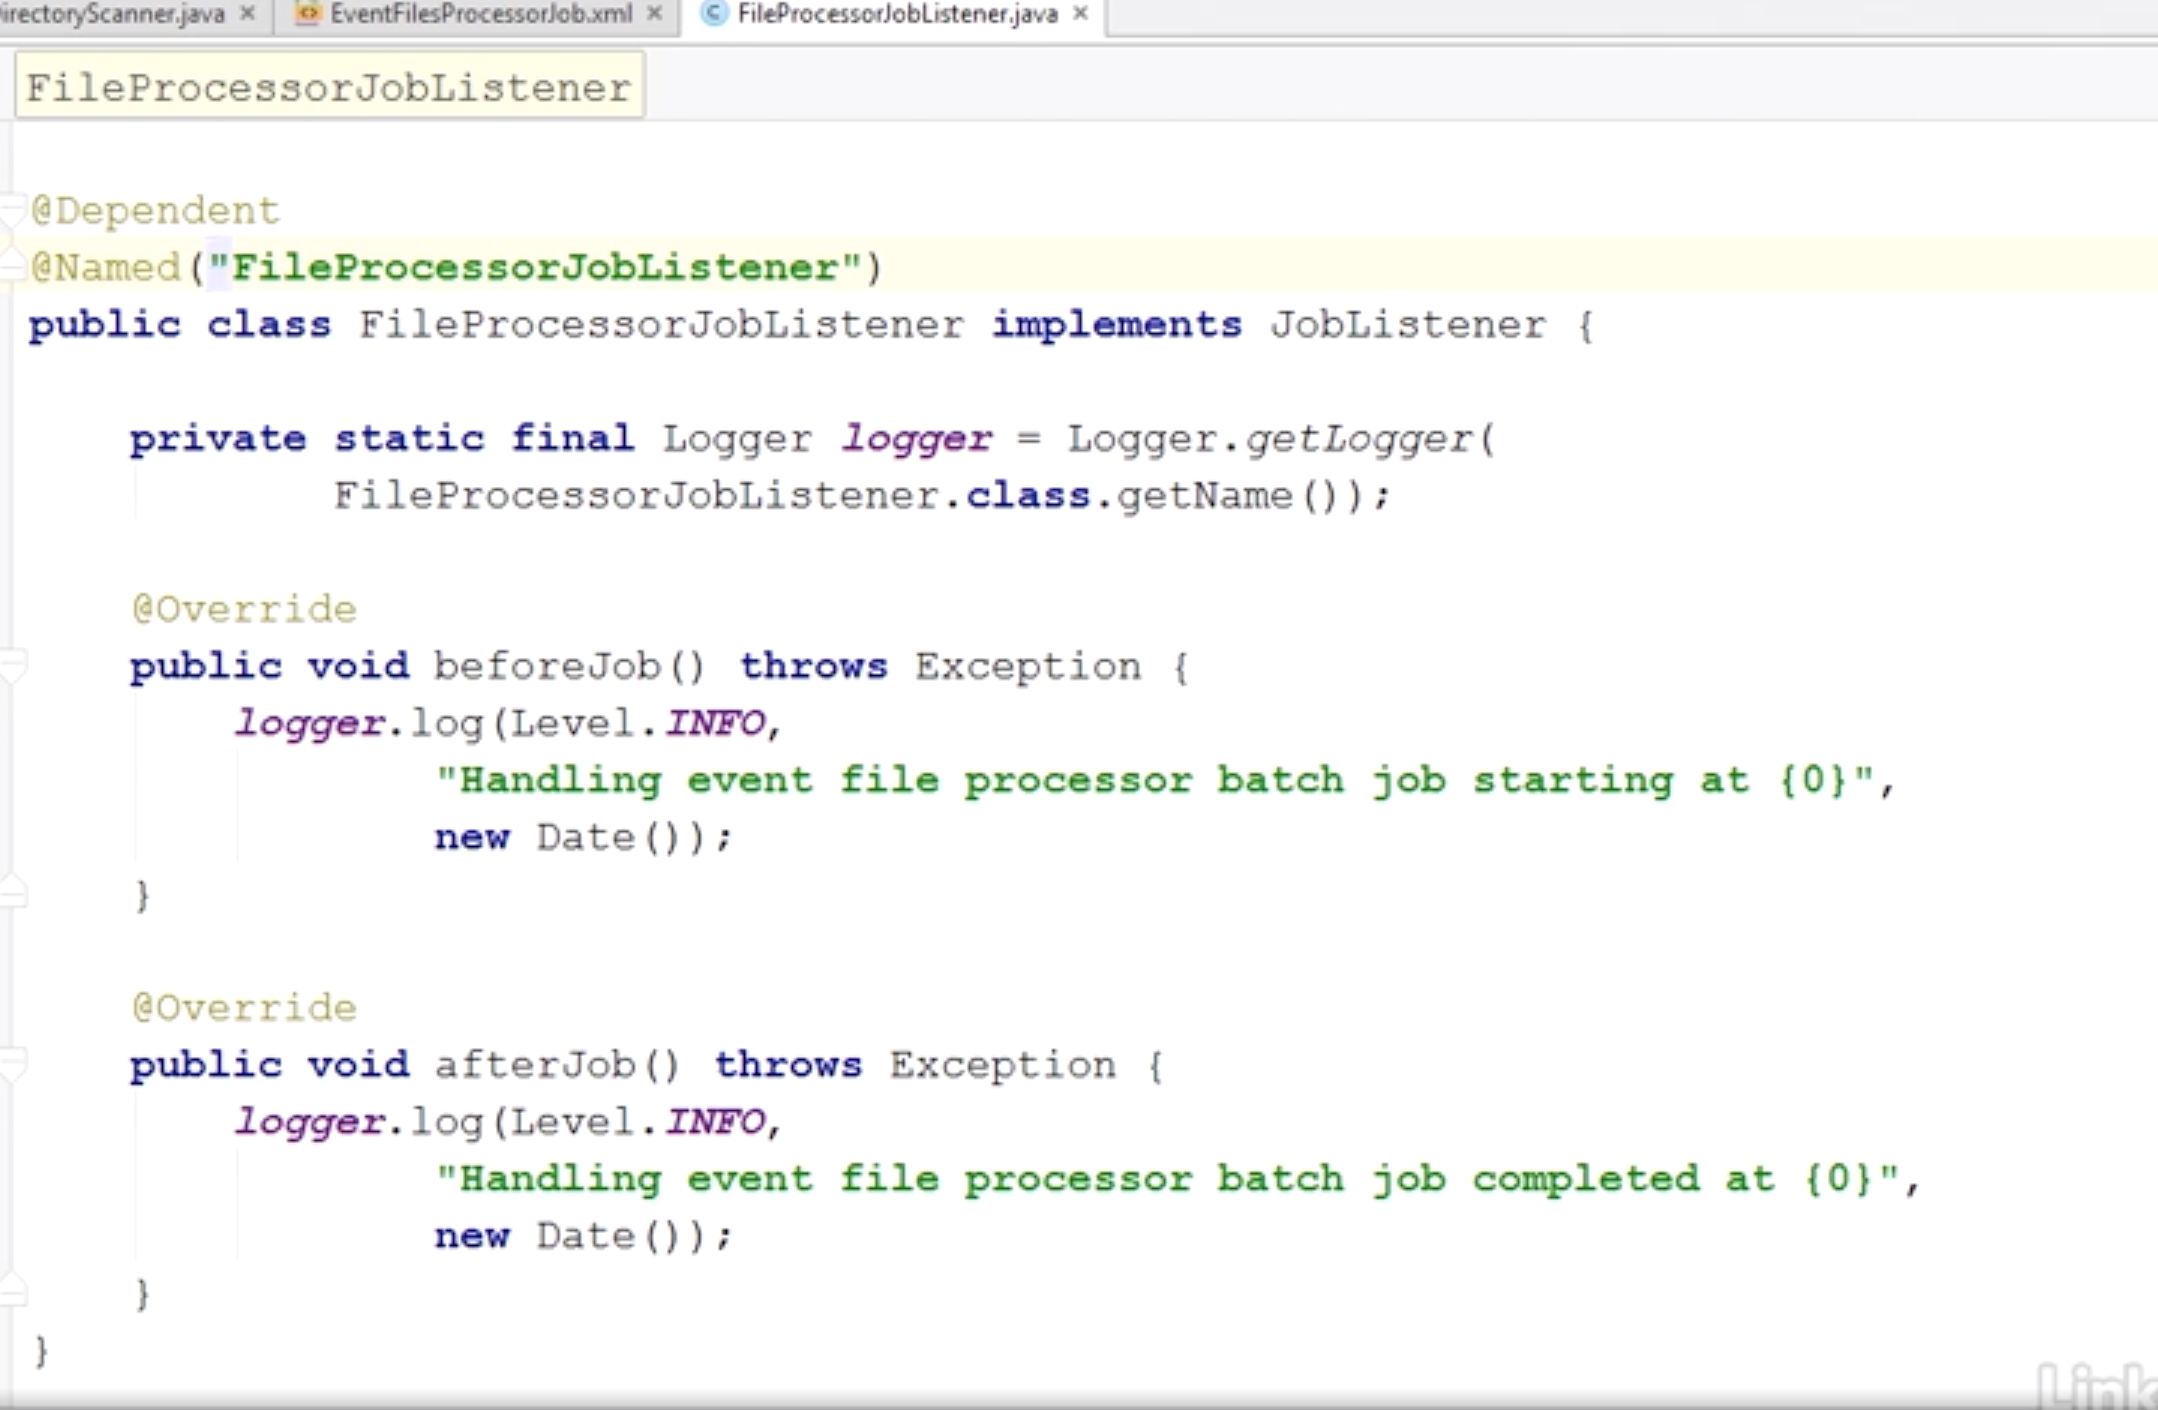 irectoryScanner.java × EventFilesProcessorJob.xml × FileProcessorJobListener.java ×
FileProcessorJobListener
@Dependent
@Named("FileProcessorJobListener")
public class FileProcessorJobListener implements JobListener {
private static final Logger logger = Logger.getLogger(
FileProcessorJobListener.class.getName());
@Override
public void beforeJob() throws Exception {
logger.log(Level.INFO,
"Handling event file processor batch job starting at {0}",
new Date());
}
@Override
public void afterJob() throws Exception {
logger.log(Level.INFO,
"Handling event file processor batch job completed at {0}",
new Date());
}
}
Link